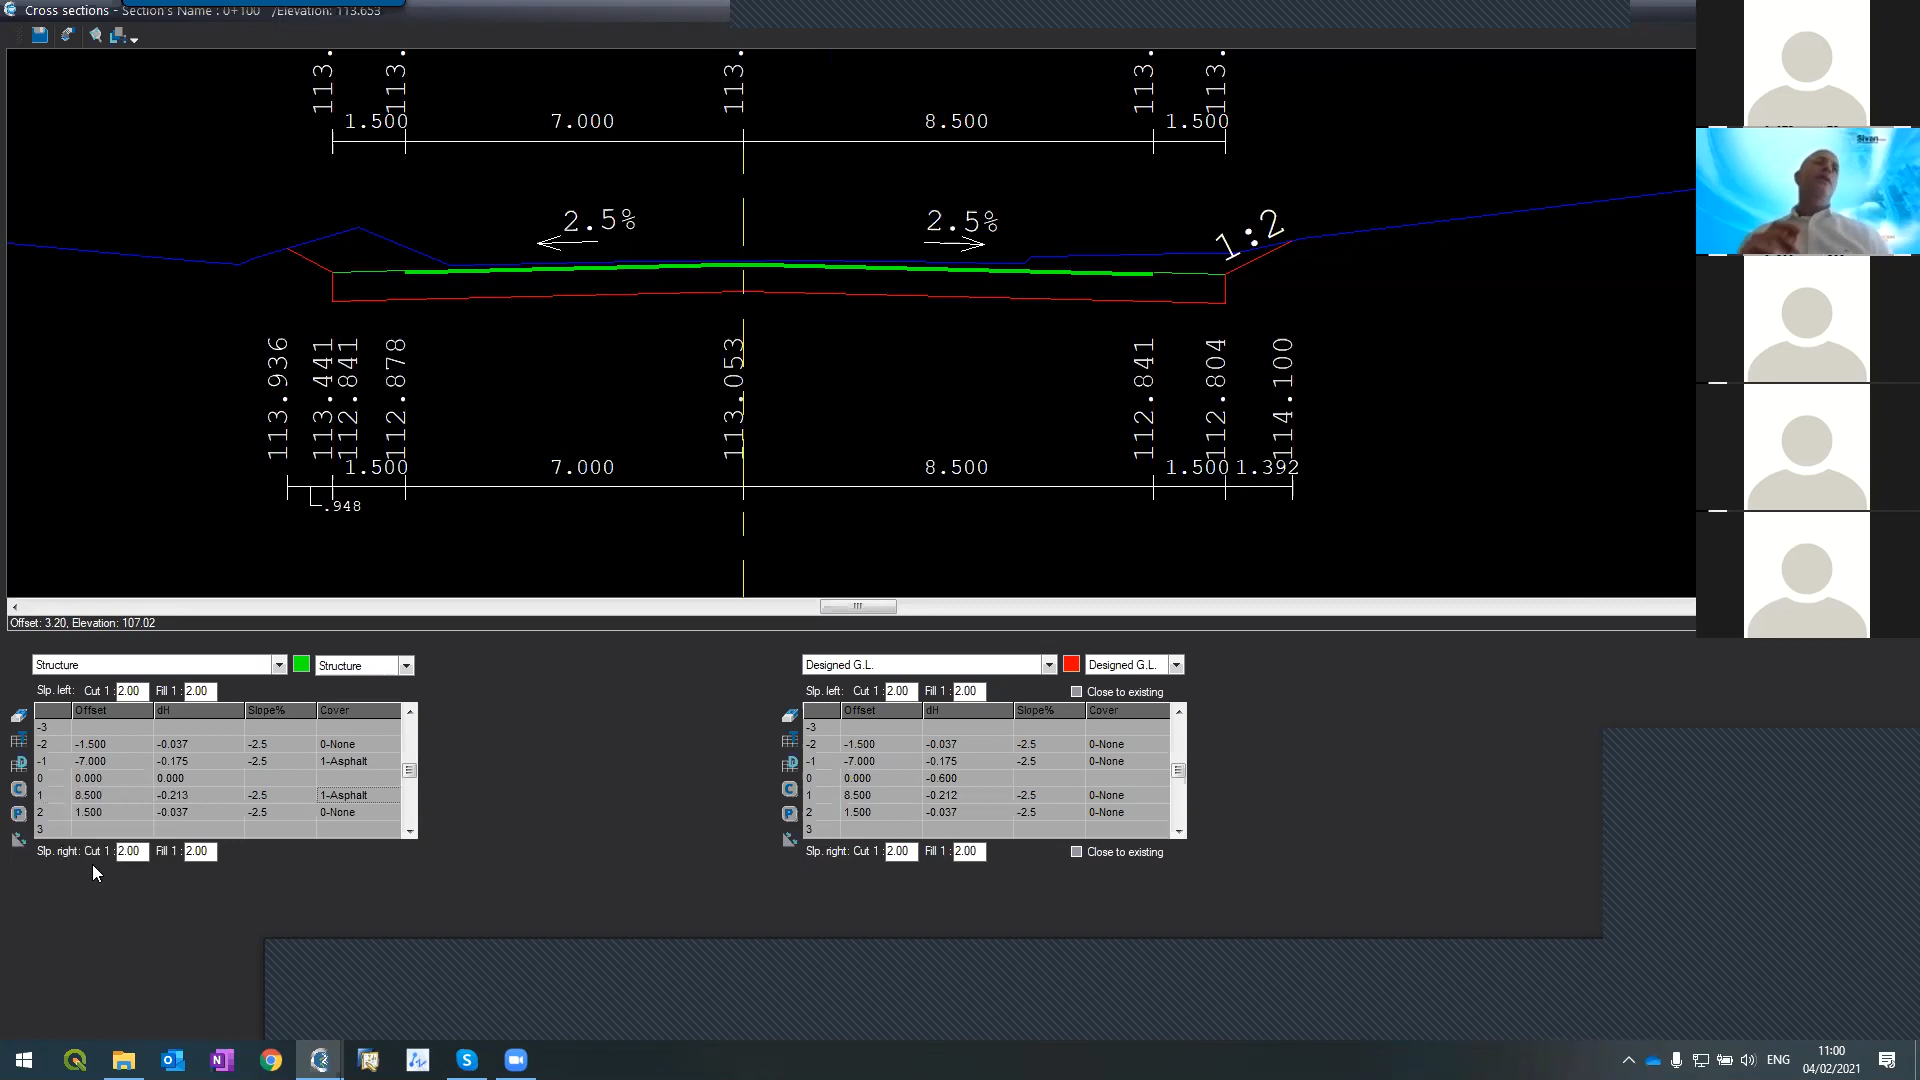 Cross sections - Section's Name : 0+100 /Elevation: 113.653
113. 113. 113. 113. 113.
1.500 7.000 8.500 1.500
2.5% 2.5% 1:2
113.936 113.441 112.841 112.878 113.053 112.841 112.804 114.100
1.500 7.000 8.500 1.500 1.392
.948
Offset: 3.20, Elevation: 107.02
Structure Structure
Slp. left: Cut 1 : 2.00 Fill 1 : 2.00
Offset dH Slope% Cover
-3
-2 -1.500 -0.037 -2.5 0-None
-1 -7.000 -0.175 -2.5 1-Asphalt
0 0.000 0.000
1 8.500 -0.213 -2.5 1-Asphalt
2 1.500 -0.037 -2.5 0-None
3
Slp. right: Cut 1 : 2.00 Fill 1 : 2.00
Designed G.L. Designed G.L.
Slp. left: Cut 1 : 2.00 Fill 1 : 2.00 Close to existing
Offset dH Slope% Cover
-3
-2 -1.500 -0.037 -2.5 0-None
-1 -7.000 -0.175 -2.5 0-None
0 0.000 -0.600
1 8.500 -0.212 -2.5 0-None
2 1.500 -0.037 -2.5 0-None
3
Slp. right: Cut 1 : 2.00 Fill 1 : 2.00 Close to existing
Sivan
ENG
11:00
04/02/2021